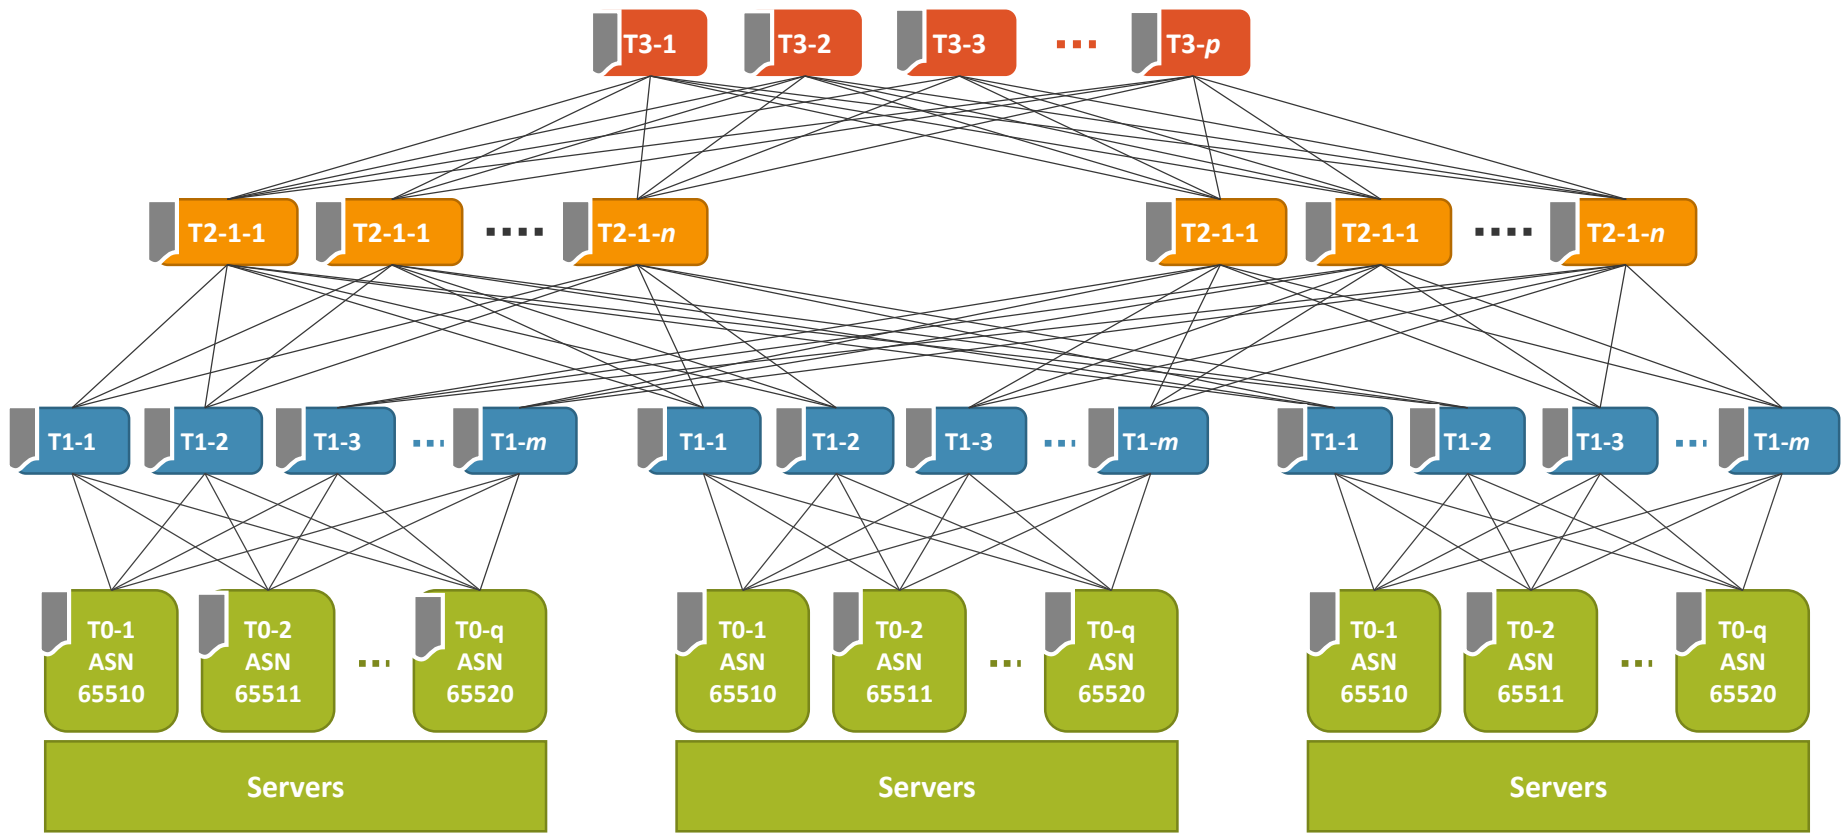 T3-1
T3-2
T3-3
T3-p
T2-1-1
T2-1-1
T2-1-n
T2-1-1
T2-1-1
T2-1-n
T1-1
T1-2
T1-3
T1-m
T1-1
T1-2
T1-3
T1-m
T1-1
T1-2
T1-3
T1-m
T0-1
ASN
65510
T0-2
ASN
65511
T0-q
ASN
65520
T0-1
ASN
65510
T0-2
ASN
65511
T0-q
ASN
65520
T0-1
ASN
65510
T0-2
ASN
65511
T0-q
ASN
65520
Servers
Servers
Servers